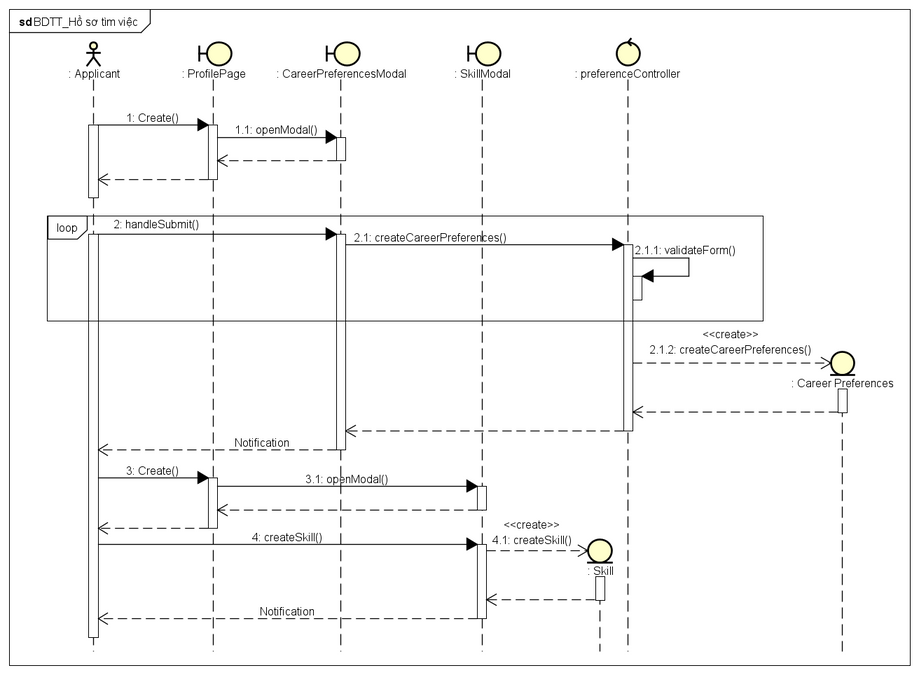 sd BDTT_Hồ sơ tìm việc
: Applicant
: ProfilePage
: CareerPreferencesModal
: SkillModal
: preferenceController
1: Create()
1.1: openModal()
loop
2: handleSubmit()
2.1: createCareerPreferences()
2.1.1: validateForm()
<<create>>
2.1.2: createCareerPreferences()
: Career Preferences
Notification
3: Create()
3.1: openModal()
<<create>>
4: createSkill()
4.1: createSkill()
: Skill
Notification